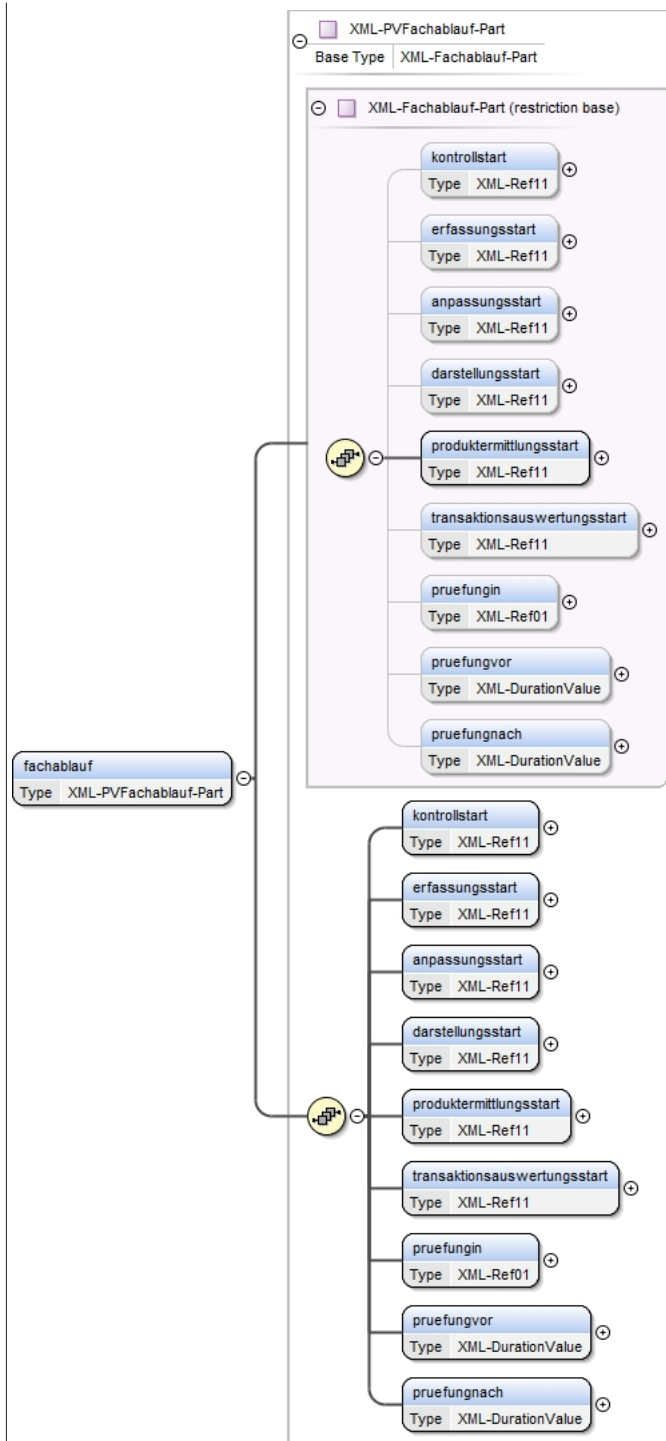 XML-PVFachablauf-Part
Base Type XML-Fachablauf-Part
XML-Fachablauf-Part (restriction base)
kontrollstart
Type XML-Ref11
erfassungsstart
Type XML-Ref11
anpassungsstart
Type XML-Ref11
darstellungsstart
Type XML-Ref11
produktermittlungsstart
Type XML-Ref11
transaktionsauswertungsstart
Type XML-Ref11
pruefungin
Type XML-Ref01
pruefungvor
Type XML-DurationValue
pruefungnach
Type XML-DurationValue
fachablauf
Type XML-PVFachablauf-Part
kontrollstart
Type XML-Ref11
erfassungsstart
Type XML-Ref11
anpassungsstart
Type XML-Ref11
darstellungsstart
Type XML-Ref11
produktermittlungsstart
Type XML-Ref11
transaktionsauswertungsstart
Type XML-Ref11
pruefungin
Type XML-Ref01
pruefungvor
Type XML-DurationValue
pruefungnach
Type XML-DurationValue